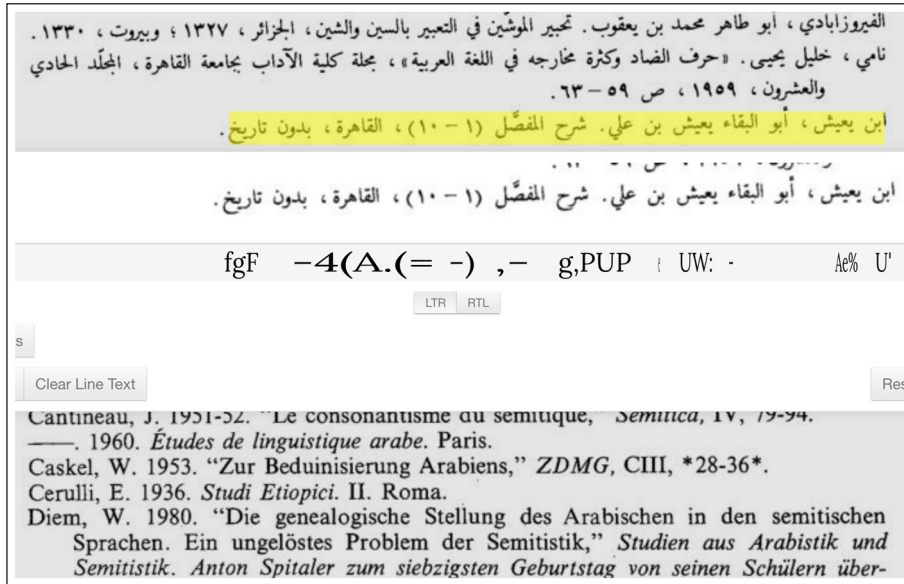 الفيروزابادي ، أبو طاهر محمد بن يعقوب . تحبير الموشّين في التعبير بالسين والشين ، الجزائر ، ١٣٢٧ ؛ وبيروت ، ١٣٣٠ .
نامي ، خليل يحيى . «حرف الضاد وكثرة مخارجه في اللغة العربية» ، مجلة كلية الآداب بجامعة القاهرة ، المجلّد الحادي
والعشرون ، ١٩٥٩ ، ص ٥٩ – ٦٣ .
ابن يعيش ، أبو البقاء يعيش بن علي . شرح المفصَّل (١ – ١٠) ، القاهرة ، بدون تاريخ .
ابن يعيش ، أبو البقاء يعيش بن علي . شرح المفصَّل (١ – ١٠) ، القاهرة ، بدون تاريخ .
fgF –4(A.(= -) ,– g,PUP UW: - Ae% U'
LTR RTL
s
Clear Line Text Res
Cantineau, J. 1951-52. "Le consonantisme du sémitique," Semitica, IV, 79-94.
——. 1960. Études de linguistique arabe. Paris.
Caskel, W. 1953. "Zur Beduinisierung Arabiens," ZDMG, CIII, *28-36*.
Cerulli, E. 1936. Studi Etiopici. II. Roma.
Diem, W. 1980. "Die genealogische Stellung des Arabischen in den semitischen
Sprachen. Ein ungelöstes Problem der Semitistik," Studien aus Arabistik und
Semitistik. Anton Spitaler zum siebzigsten Geburtstag von seinen Schülern über-